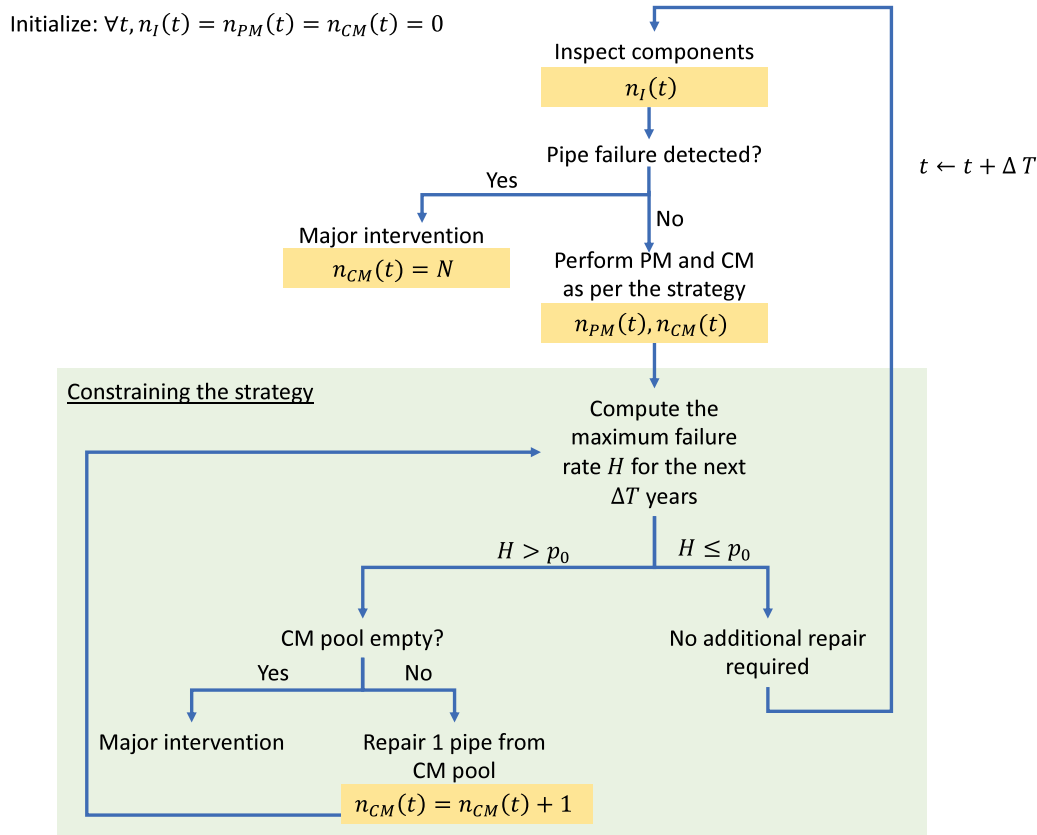 Initialize: ∀t, n_I(t) = n_PM(t) = n_CM(t) = 0
Inspect components
n_I(t)
Pipe failure detected?
t ← t + Δ T
Yes
No
Major intervention
n_CM(t) = N
Perform PM and CM
as per the strategy
n_PM(t), n_CM(t)
Constraining the strategy
Compute the
maximum failure
rate H for the next
ΔT years
H > p_0
H ≤ p_0
CM pool empty?
No additional repair
required
Yes
No
Major intervention
Repair 1 pipe from
CM pool
n_CM(t) = n_CM(t) + 1